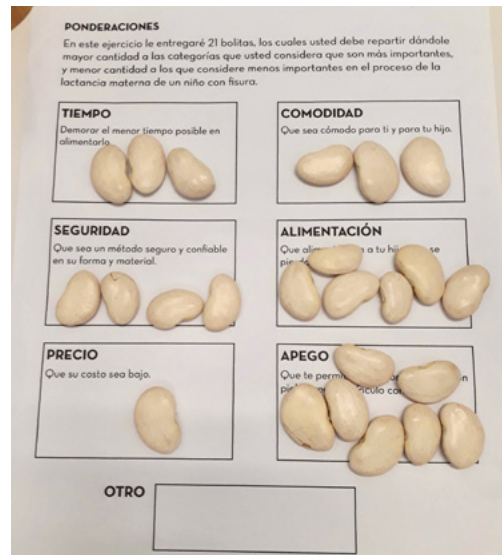 PONDERACIONES
En este ejercicio le entregaré 21 bolitas, los cuales usted debe repartir dándole
mayor cantidad a las categorías que usted considera que son más importantes,
y menor cantidad a los que considere menos importantes en el proceso de la
lactancia materna de un niño con fisura.
TIEMPO
Demorar el menor tiempo posible en
alimentarlo.
COMODIDAD
Que sea cómodo para ti y para tu hijo.
SEGURIDAD
Que sea un método seguro y confiable
en su forma y material.
ALIMENTACIÓN
Que a tu se
PRECIO
Que su costo sea bajo.
APEGO
Que te
OTRO